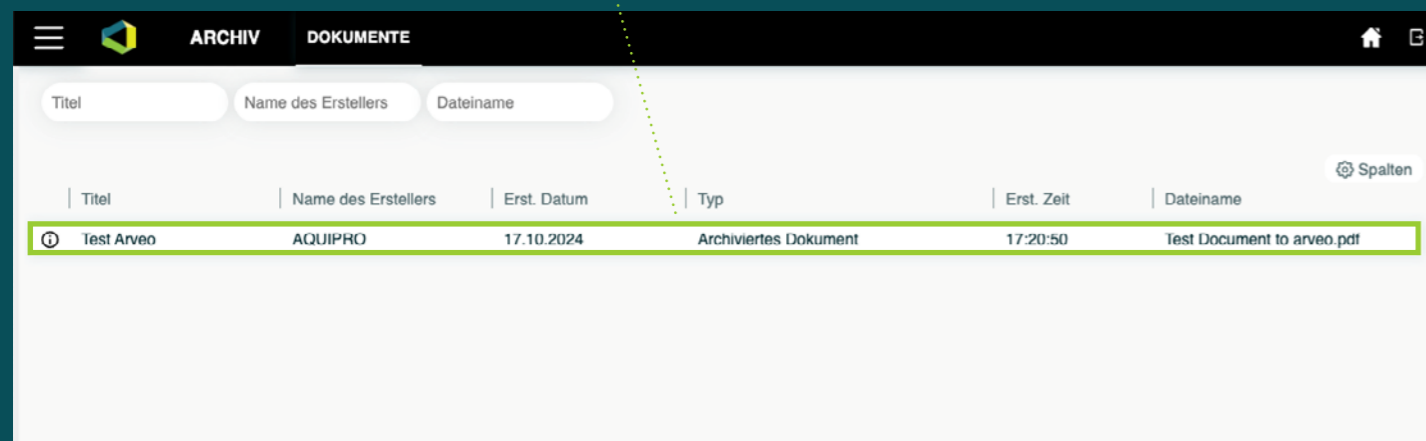 ARCHIV DOKUMENTE
Titel Name des Erstellers Dateiname
Spalten
Titel Name des Erstellers Erst. Datum Typ Erst. Zeit Dateiname
Test Arveo AQUIPRO 17.10.2024 Archiviertes Dokument 17:20:50 Test Document to arveo.pdf